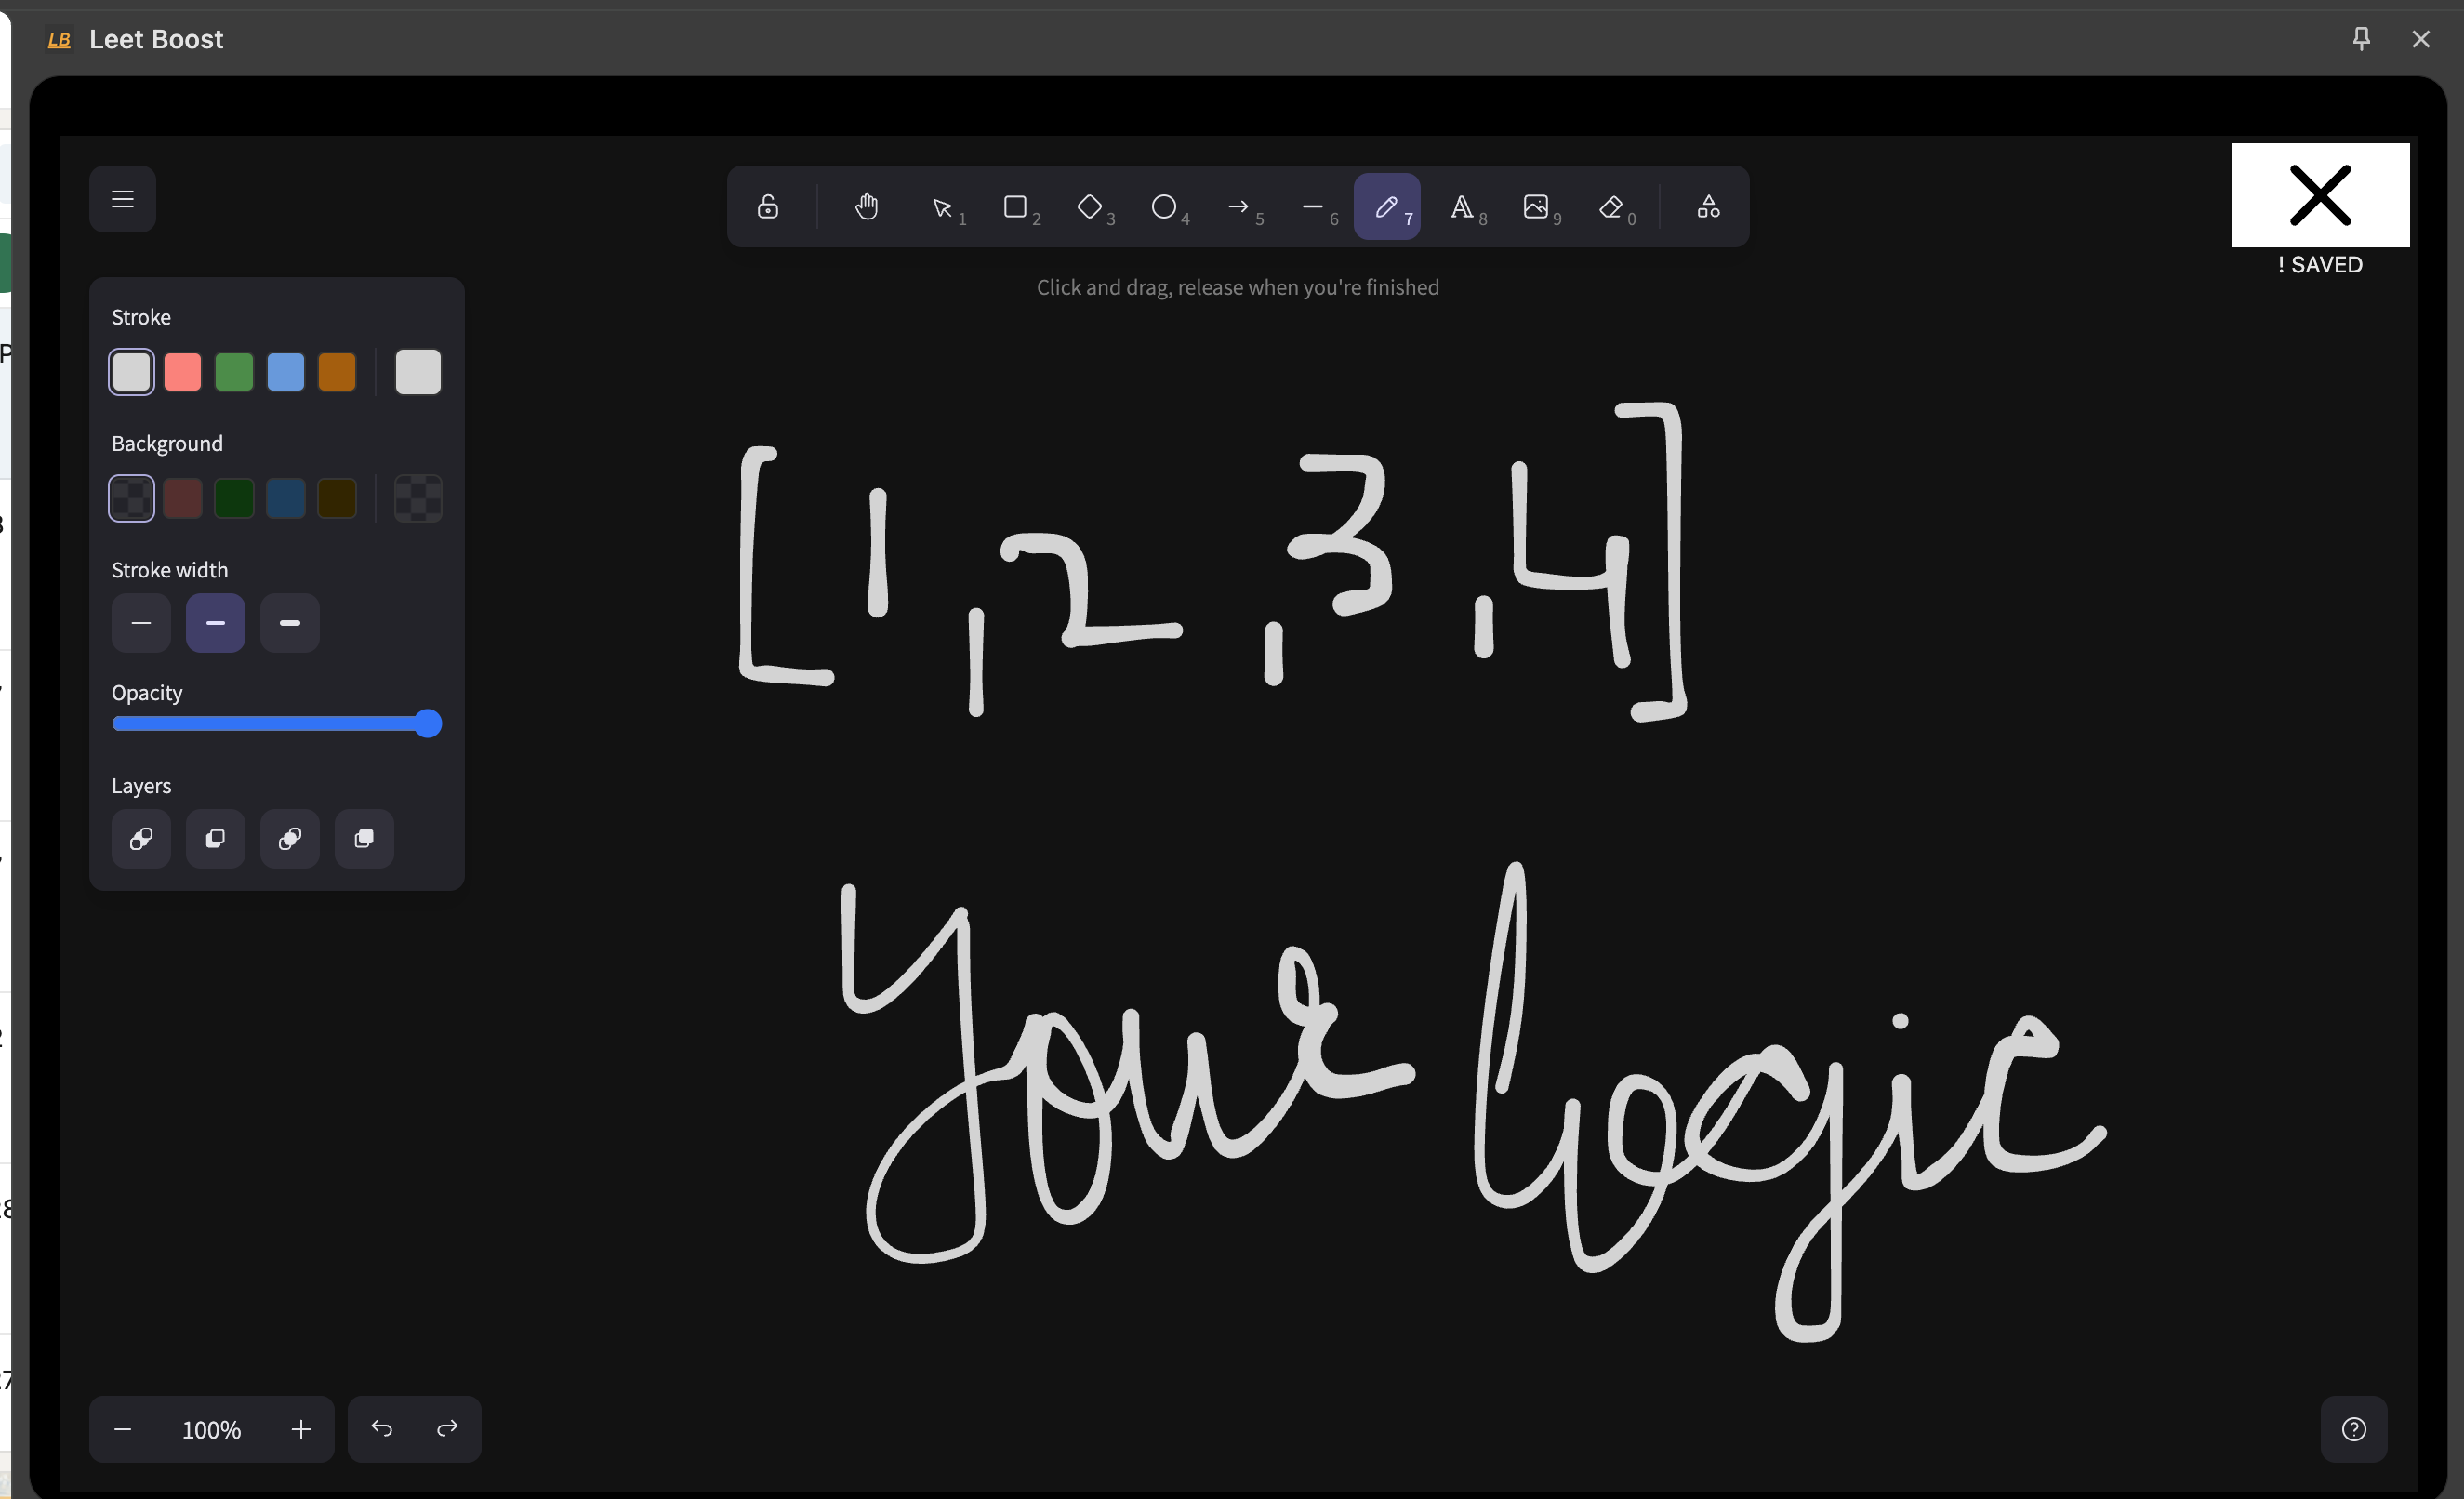 LB Leet Boost
1 2 3 4 5 6 7 8 9 0
! SAVED
Click and drag, release when you're finished
Stroke
Background
Stroke width
Opacity
Layers
[1,2,3,4]
Your Logic
100%